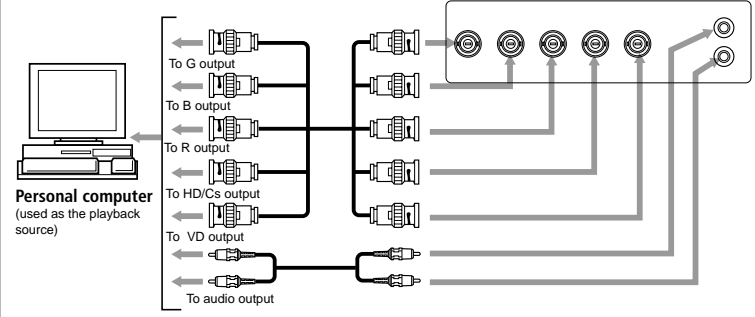 To G output
To B output
To R output
Personal computer
(used as the playback
source)
To HD/Cs output
To VD output
To audio output